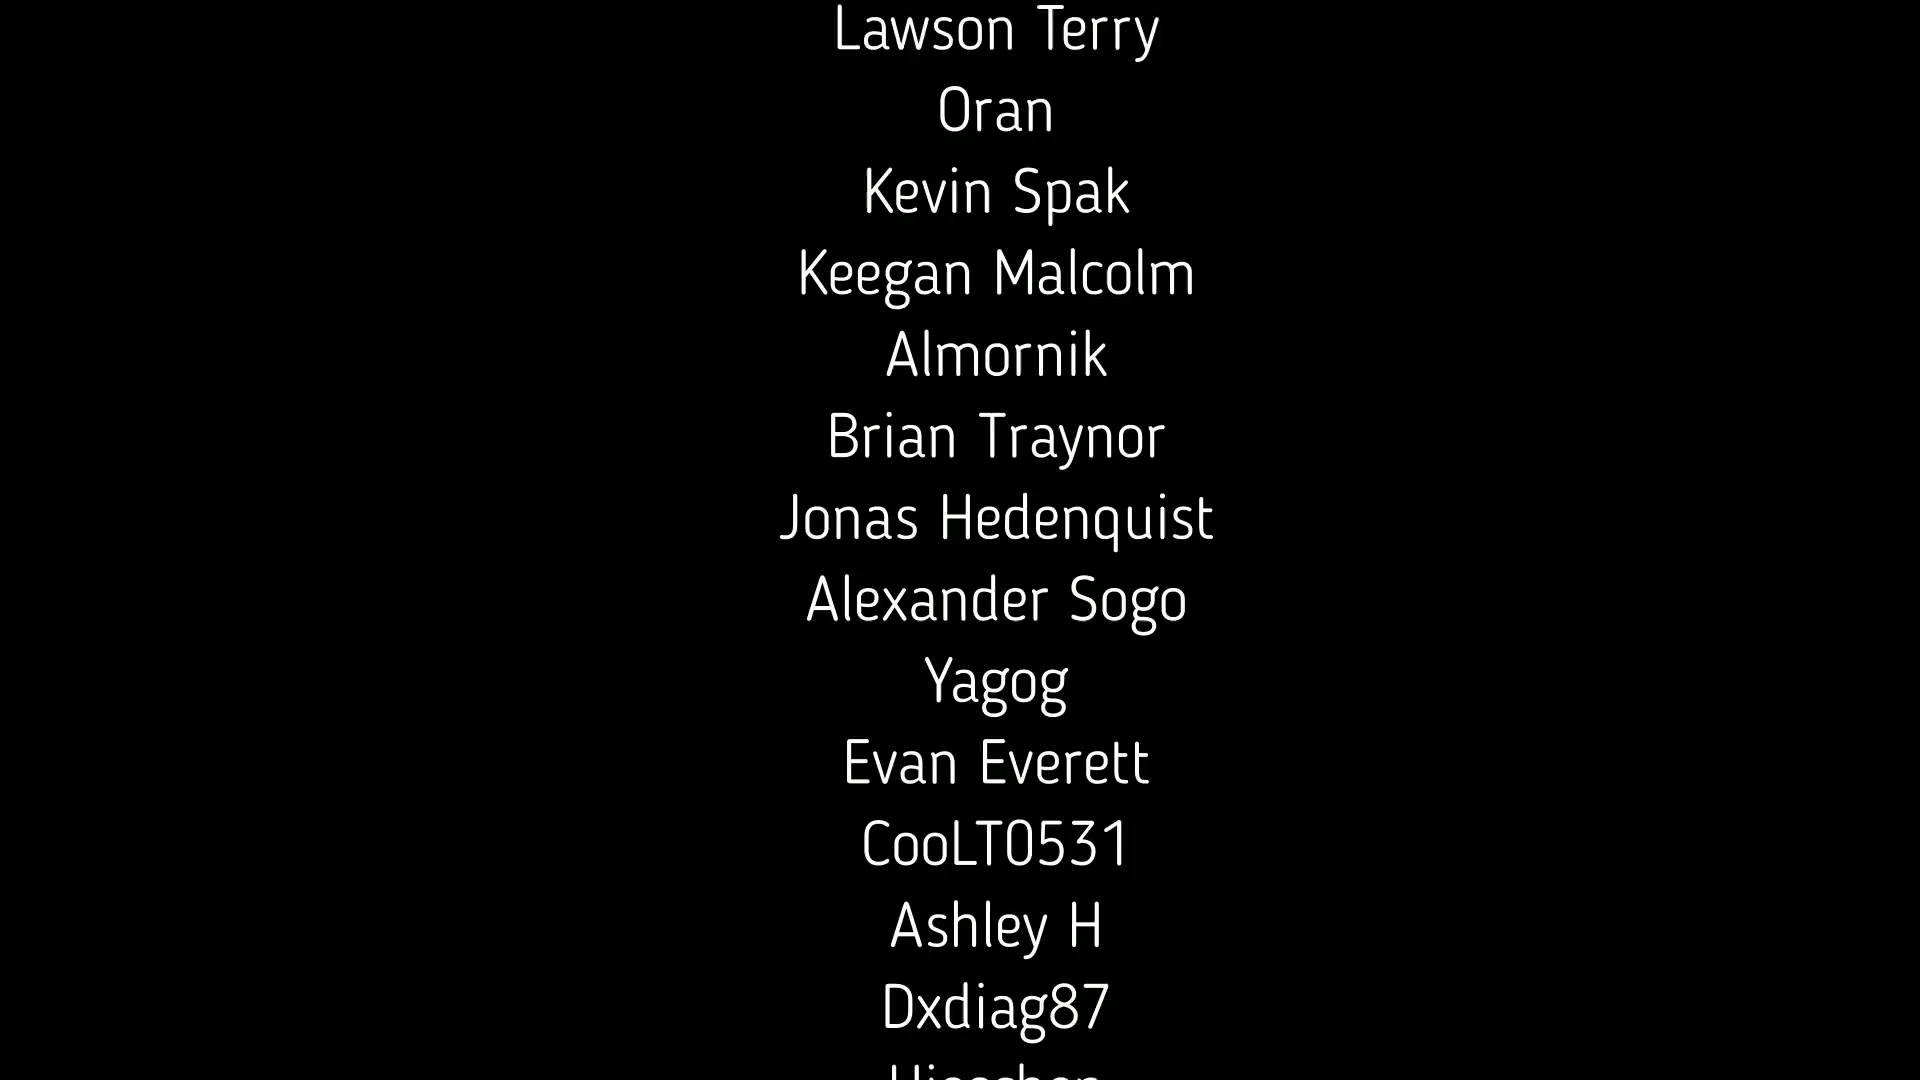 Lawson Terry
Oran
Kevin Spak
Keegan Malcolm
Almornik
Brian Traynor
Jonas Hedenquist
Alexander Sogo
Yagog
Evan Everett
CooLT0531
Ashley H
Dxdiag87